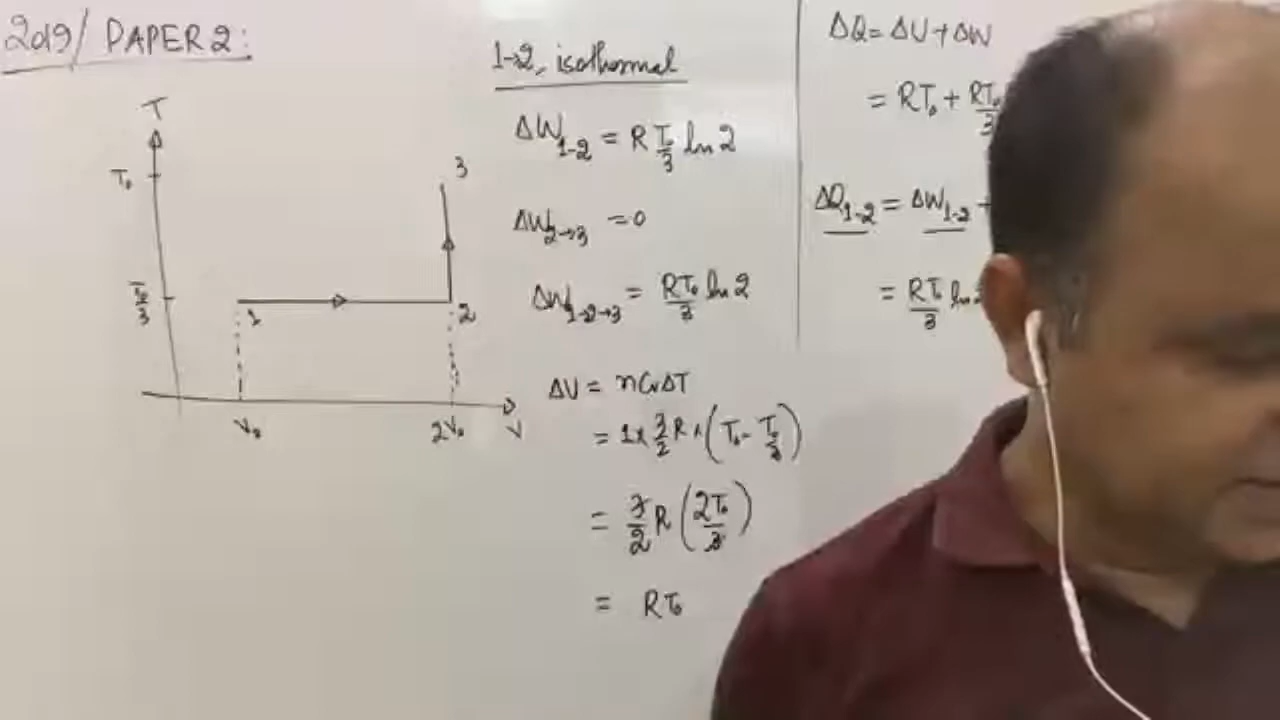 2019/ PAPER 2:
T
T₀
T₀/3
1
2
3
V₀
2V₀
V
1→2, isothermal
ΔW₁₋₂ = R T₀/3 ln 2
ΔW₂→₃ = 0
ΔW₁→₂→₃ = RT₀/3 ln 2
ΔU = nCvΔT
= 1 × 3/2 R × (T₀ - T₀/3)
= 3/2 R (2T₀/3)
= RT₀
ΔQ = ΔU + ΔW
= RT₀ + RT₀/3
ΔQ₁₋₂ = ΔW₁₋₂ +
= RT₀/3 ln